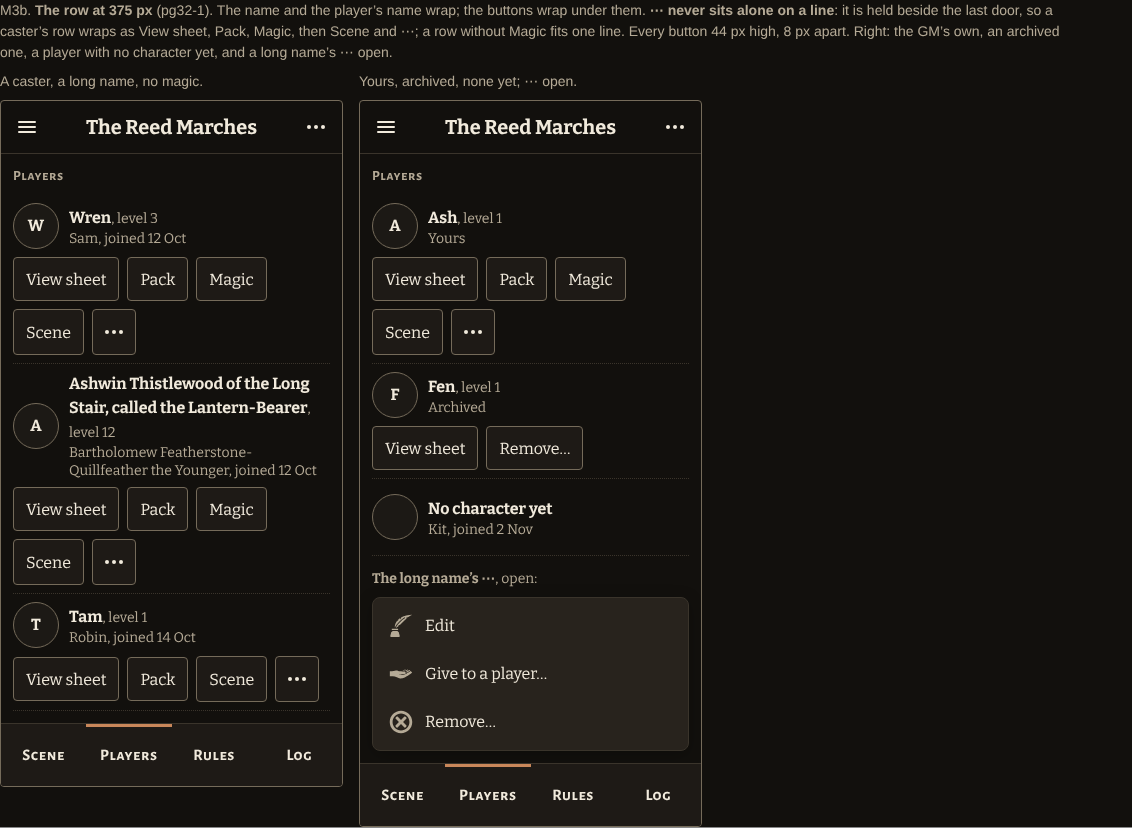 M3b. The row at 375 px (pg32-1). The name and the player's name wrap; the buttons wrap under them. ··· never sits alone on a line: it is held beside the last door, so a
caster's row wraps as View sheet, Pack, Magic, then Scene and ···; a row without Magic fits one line. Every button 44 px high, 8 px apart. Right: the GM's own, an archived
one, a player with no character yet, and a long name's ··· open.
A caster, a long name, no magic.
The Reed Marches
Players
W
Wren, level 3
Sam, joined 12 Oct
View sheet
Pack
Magic
Scene
···
A
Ashwin Thistlewood of the Long
Stair, called the Lantern-Bearer,
level 12
Bartholomew Featherstone-
Quillfeather the Younger, joined 12 Oct
View sheet
Pack
Magic
Scene
···
T
Tam, level 1
Robin, joined 14 Oct
View sheet
Pack
Scene
···
Scene
Players
Rules
Log
Yours, archived, none yet; ··· open.
The Reed Marches
Players
A
Ash, level 1
Yours
View sheet
Pack
Magic
Scene
···
F
Fen, level 1
Archived
View sheet
Remove…
No character yet
Kit, joined 2 Nov
The long name's ···, open:
Edit
Give to a player…
Remove…
Scene
Players
Rules
Log